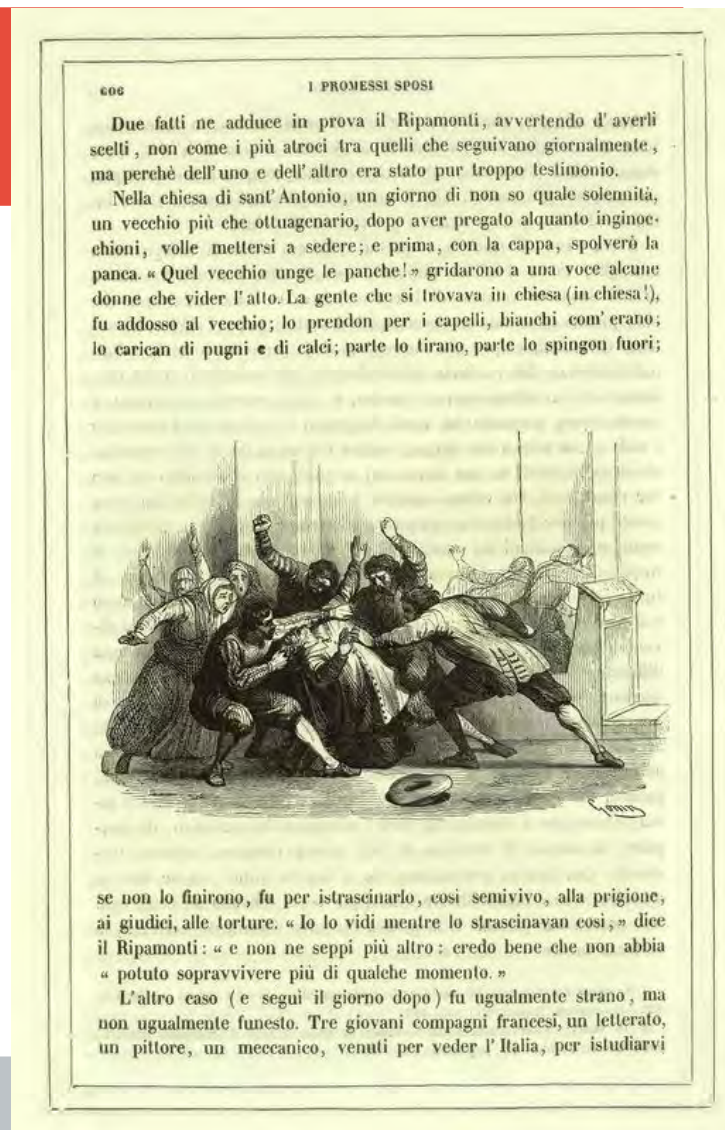 606
I PROMESSI SPOSI
Due fatti ne adduce in prova il Ripamonti, avvertendo d'averli
scelti, non come i più atroci tra quelli che seguivano giornalmente,
ma perchè dell'uno e dell'altro era stato pur troppo testimonio.
Nella chiesa di sant'Antonio, un giorno di non so quale solennità,
un vecchio più che ottuagenario, dopo aver pregato alquanto inginoc-
chioni, volle mettersi a sedere; e prima, con la cappa, spolverò la
panca. « Quel vecchio unge le panche! » gridarono a una voce alcune
donne che vider l'atto. La gente che si trovava in chiesa (in chiesa!),
fu addosso al vecchio; lo prendon per i capelli, bianchi com'erano;
lo carican di pugni e di calci; parte lo tirano, parte lo spingon fuori;
Gonin
se non lo finirono, fu per istrascinarlo, così semivivo, alla prigione,
ai giudici, alle torture. « Io lo vidi mentre lo strascinavan così, » dice
il Ripamonti: « e non ne seppi più altro: credo bene che non abbia
« potuto sopravvivere più di qualche momento. »
L'altro caso (e seguì il giorno dopo) fu ugualmente strano, ma
non ugualmente funesto. Tre giovani compagni francesi, un letterato,
un pittore, un meccanico, venuti per veder l'Italia, per istudiarvi